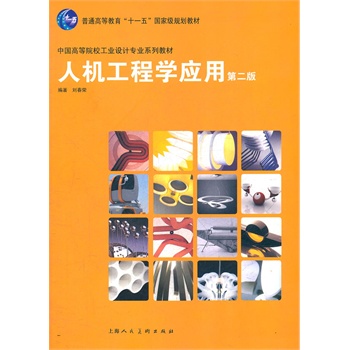 普通高等教育“十一五”国家级规划教材
中国高等院校工业设计专业系列教材
人机工程学应用 第二版
编著 刘春荣
上海人民美术出版社